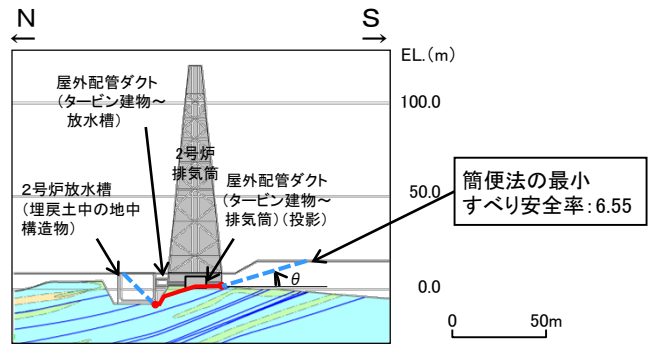 N
S
EL.(m)
屋外配管ダクト
(タービン建物～
放水槽)
100.0
2号炉
排気筒
2号炉放水槽
(埋戻土中の地中
構造物)
屋外配管ダクト
(タービン建物～
排気筒)(投影)
50.0
簡便法の最小
すべり安全率:6.55
θ
0.0
0
50m